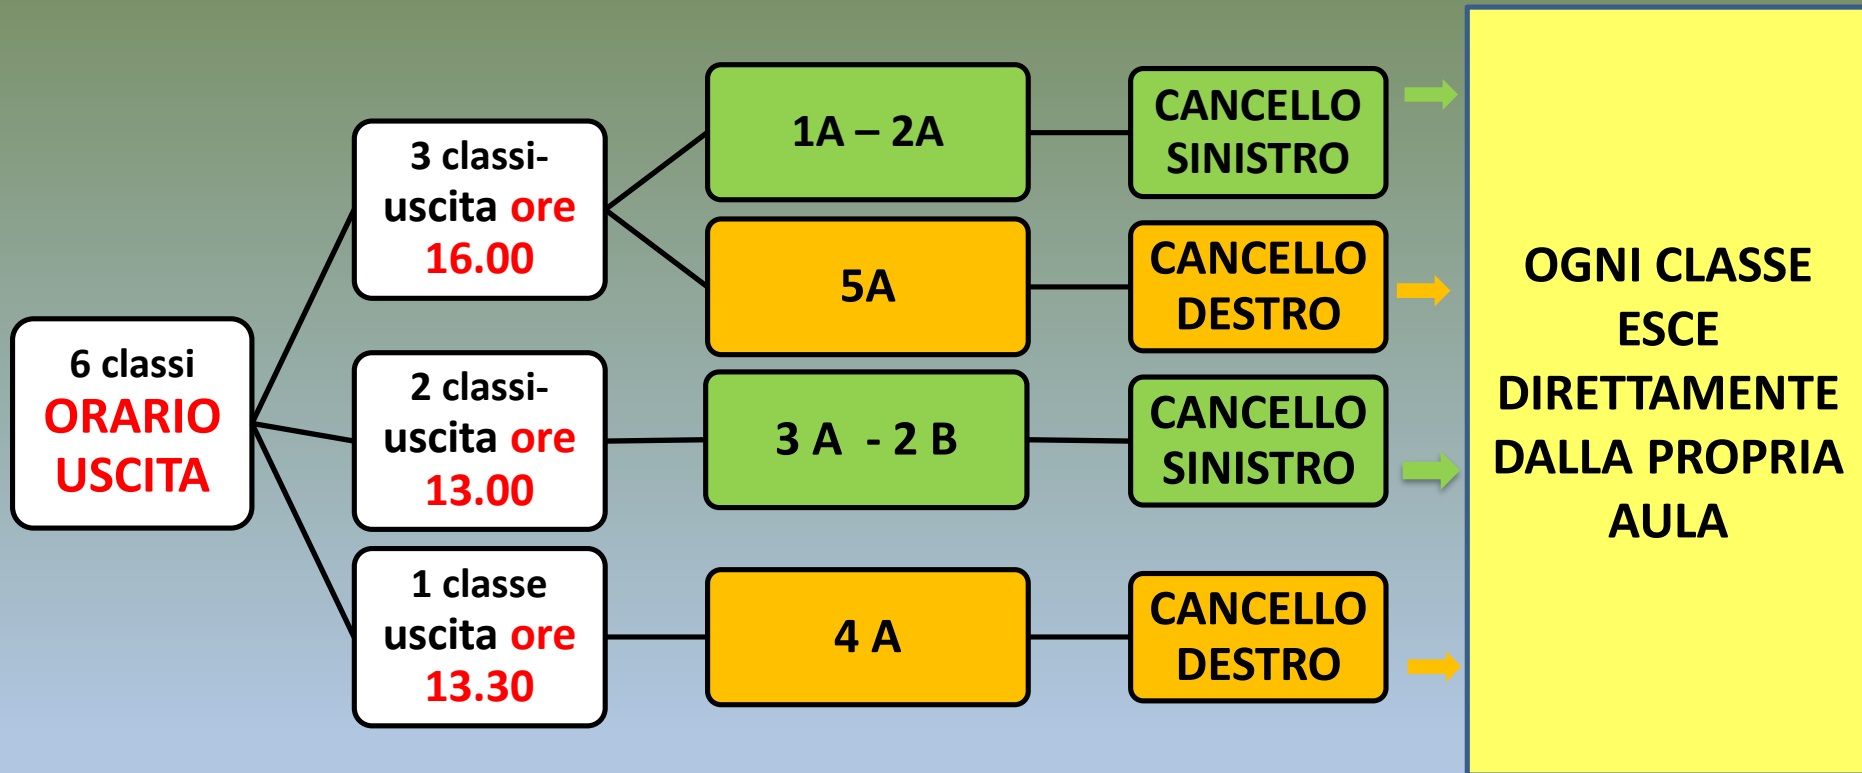 6 classi
ORARIO
USCITA
3 classi-
uscita ore
16.00
1A – 2A
CANCELLO
SINISTRO
5A
CANCELLO
DESTRO
2 classi-
uscita ore
13.00
3 A - 2 B
CANCELLO
SINISTRO
1 classe
uscita ore
13.30
4 A
CANCELLO
DESTRO
OGNI CLASSE
ESCE
DIRETTAMENTE
DALLA PROPRIA
AULA